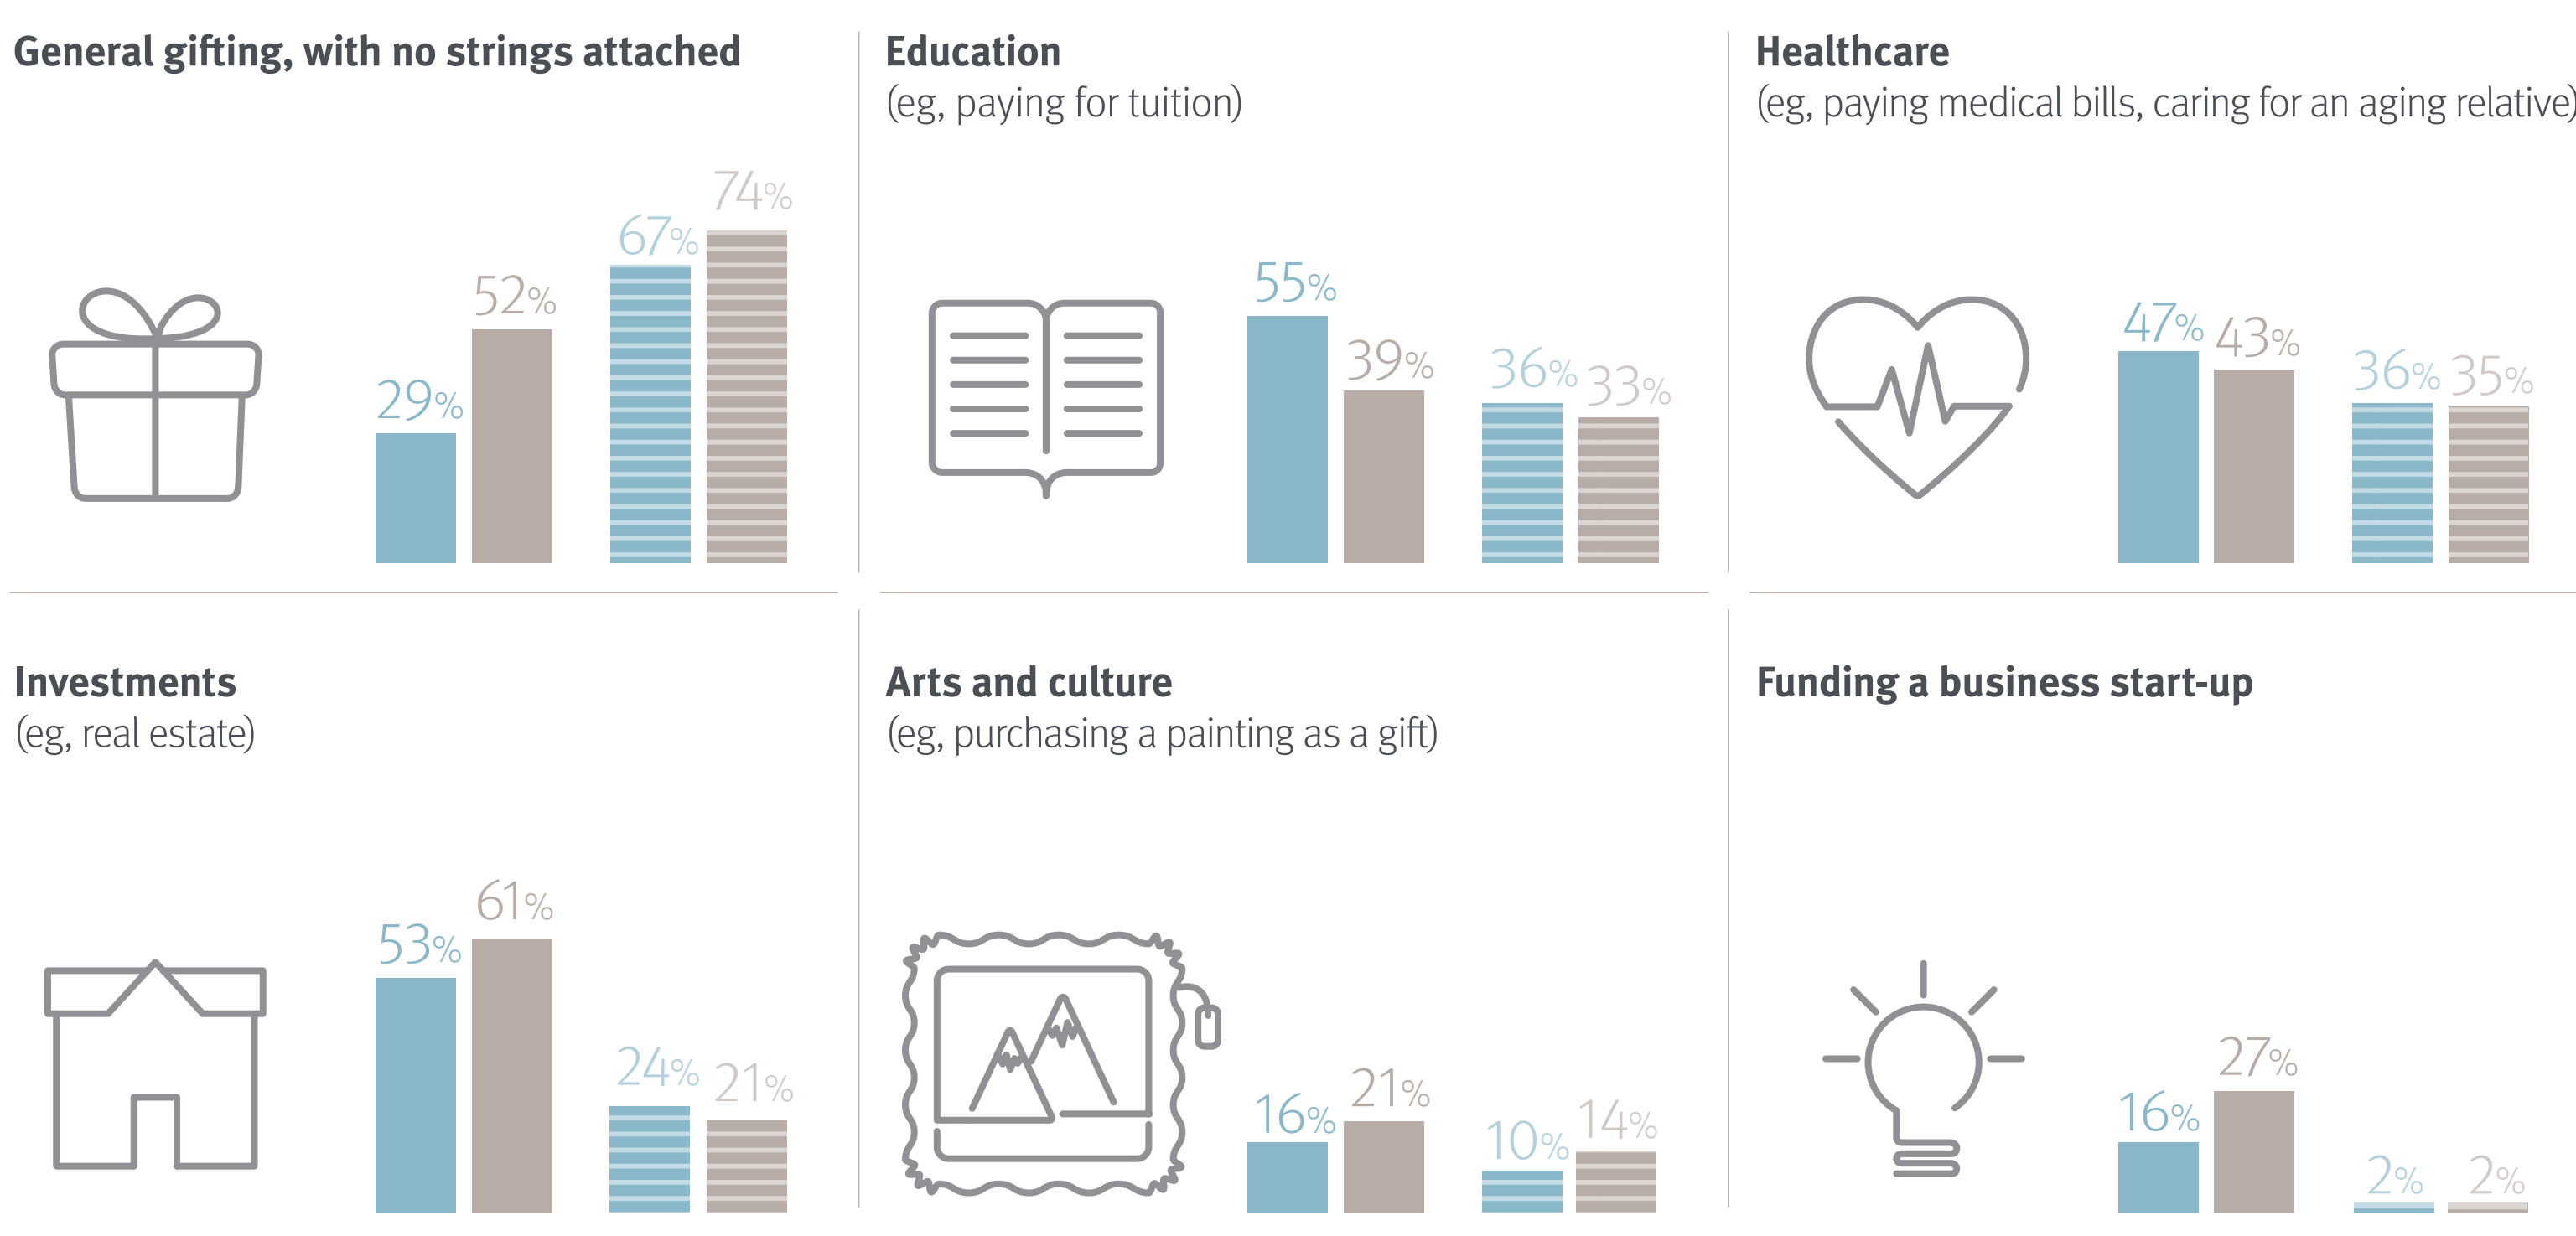 General gifting, with no strings attached
29%
52%
67%
74%
Education
(eg, paying for tuition)
55%
39%
36%
33%
Healthcare
(eg, paying medical bills, caring for an aging relative)
47%
43%
36%
35%
Investments
(eg, real estate)
53%
61%
24%
21%
Arts and culture
(eg, purchasing a painting as a gift)
16%
21%
10%
14%
Funding a business start-up
16%
27%
2%
2%